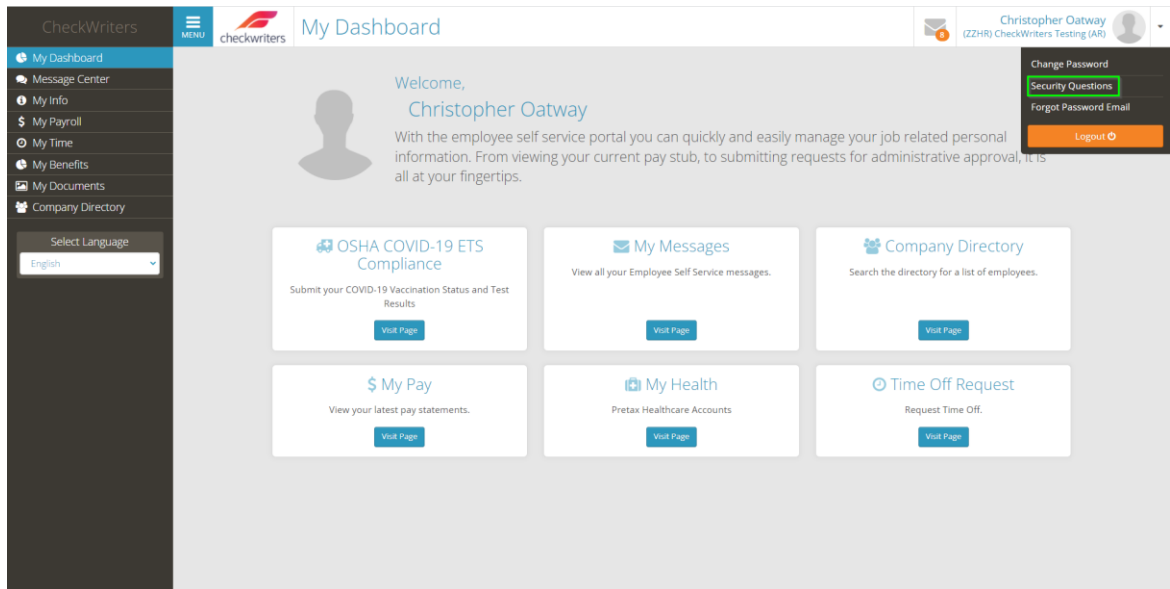 CheckWriters
MENU
checkwriters
My Dashboard
8
Christopher Oatway
(ZZHR) CheckWriters Testing (AR)
Change Password
Security Questions
Forgot Password Email
Logout
My Dashboard
Message Center
My Info
My Payroll
My Time
My Benefits
My Documents
Company Directory
Select Language
English
Welcome,
Christopher Oatway
With the employee self service portal you can quickly and easily manage your job related personal
information. From viewing your current pay stub, to submitting requests for administrative approval, it is
all at your fingertips.
OSHA COVID-19 ETS
Compliance
Submit your COVID-19 Vaccination Status and Test
Results
Visit Page
My Messages
View all your Employee Self Service messages.
Visit Page
Company Directory
Search the directory for a list of employees.
Visit Page
$ My Pay
View your latest pay statements.
Visit Page
My Health
Pretax Healthcare Accounts
Visit Page
Time Off Request
Request Time Off.
Visit Page